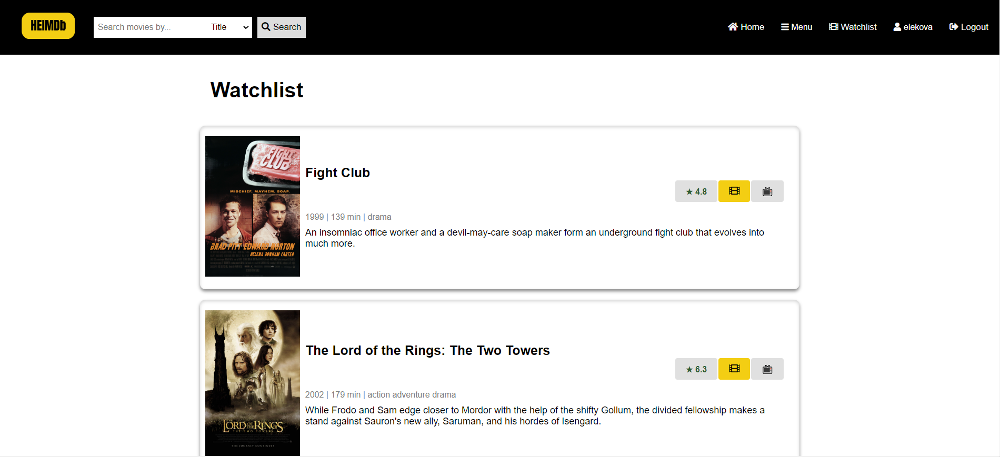 HEIMDb
Search movies by...
Title
Search
Home
Menu
Watchlist
elekova
Logout
Watchlist
FIGHT
CLUB
MISCHIEF. MAYHEM. SOAP.
BRAD PITT EDWARD NORTON
HELENA BONHAM CARTER
Fight Club
★ 4.8
1999 | 139 min | drama
An insomniac office worker and a devil-may-care soap maker form an underground fight club that evolves into
much more.
THE
LORD OF THE RINGS
THE TWO TOWERS
THE JOURNEY CONTINUES
The Lord of the Rings: The Two Towers
★ 6.3
2002 | 179 min | action adventure drama
While Frodo and Sam edge closer to Mordor with the help of the shifty Gollum, the divided fellowship makes a
stand against Sauron's new ally, Saruman, and his hordes of Isengard.